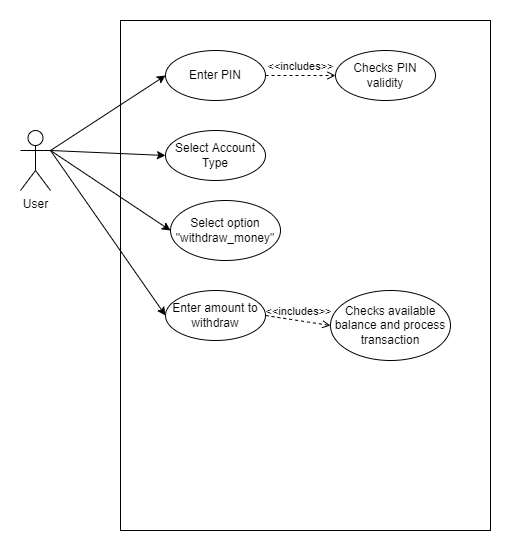 Enter PIN
<<includes>>
Checks PIN
validity
Select Account
Type
User
Select option
"withdraw_money"
Enter amount to
withdraw
<<includes>>
Checks available
balance and process
transaction